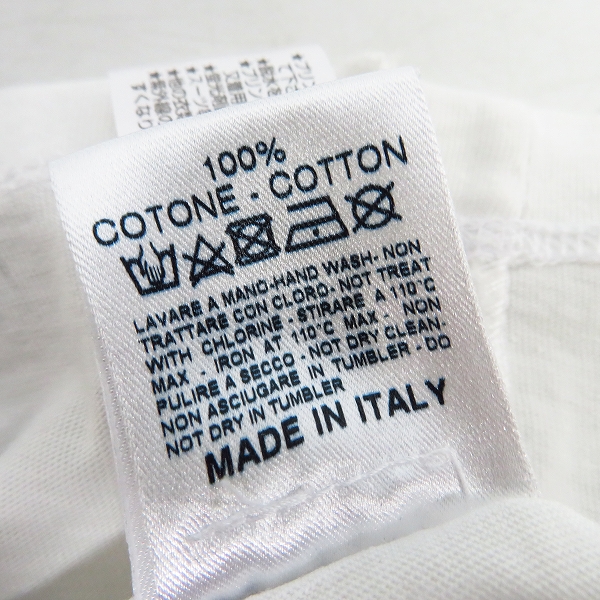 100%
COTONE - COTTON
LAVARE A MANO-HAND WASH- NON
TRATTARE CON CLORO- NOT TREAT
WITH CHLORINE - STIRARE A 110°C
MAX - IRON AT 110°C MAX - NON
PULIRE A SECCO - NOT DRY CLEAN-
NON ASCIUGARE IN TUMBLER - DO
NOT DRY IN TUMBLER
MADE IN ITALY